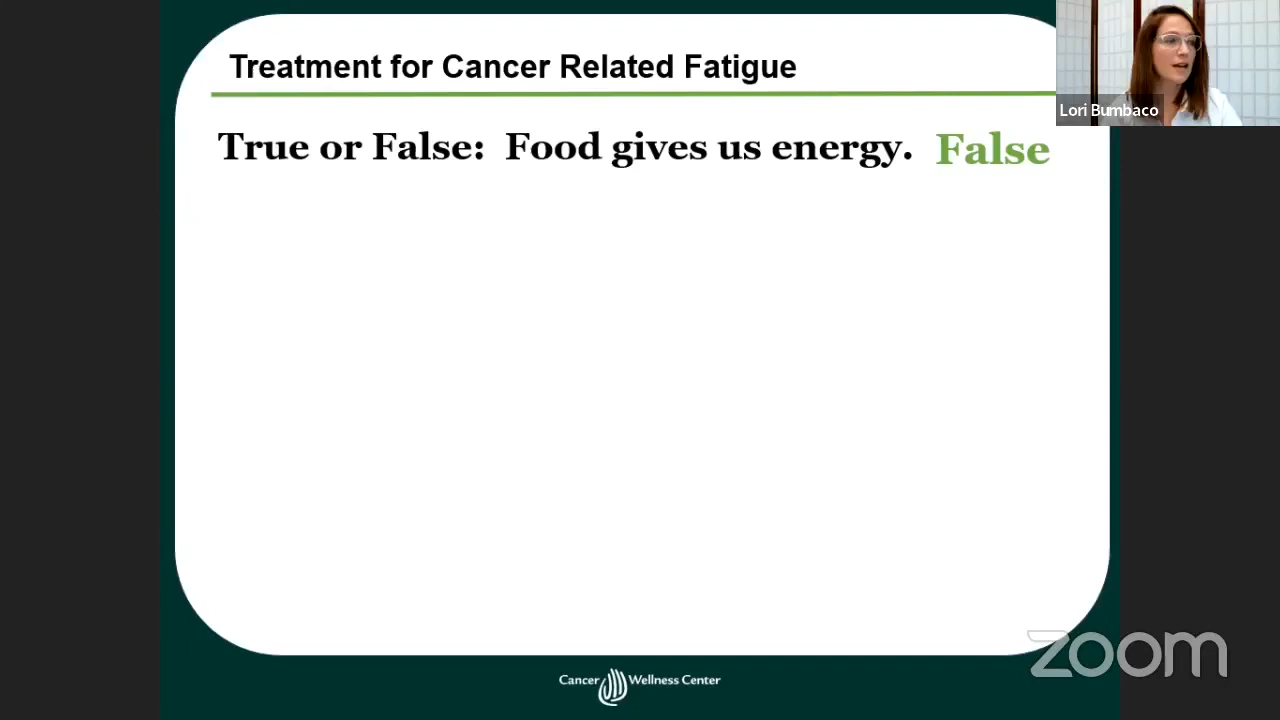 Treatment for Cancer Related Fatigue
Lori Bumbaco
True or False:  Food gives us energy.  False
zoom
Cancer Wellness Center